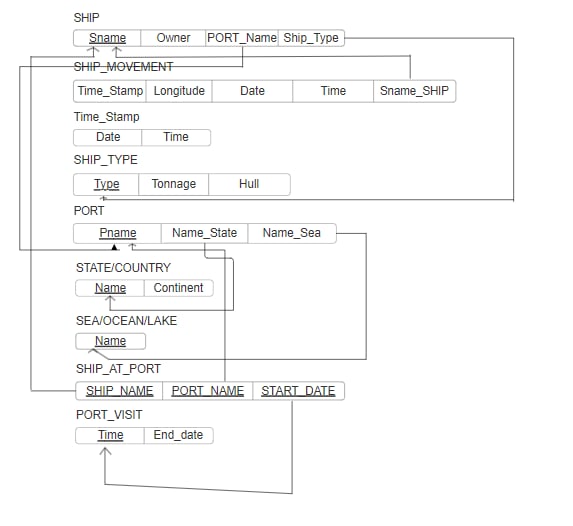 SHIP
Sname Owner PORT_Name Ship_Type
SHIP_MOVEMENT
Time_Stamp Longitude Date Time Sname_SHIP
Time_Stamp
Date Time
SHIP_TYPE
Type Tonnage Hull
PORT
Pname Name_State Name_Sea
STATE/COUNTRY
Name Continent
SEA/OCEAN/LAKE
Name
SHIP_AT_PORT
SHIP_NAME PORT_NAME START_DATE
PORT_VISIT
Time End_date